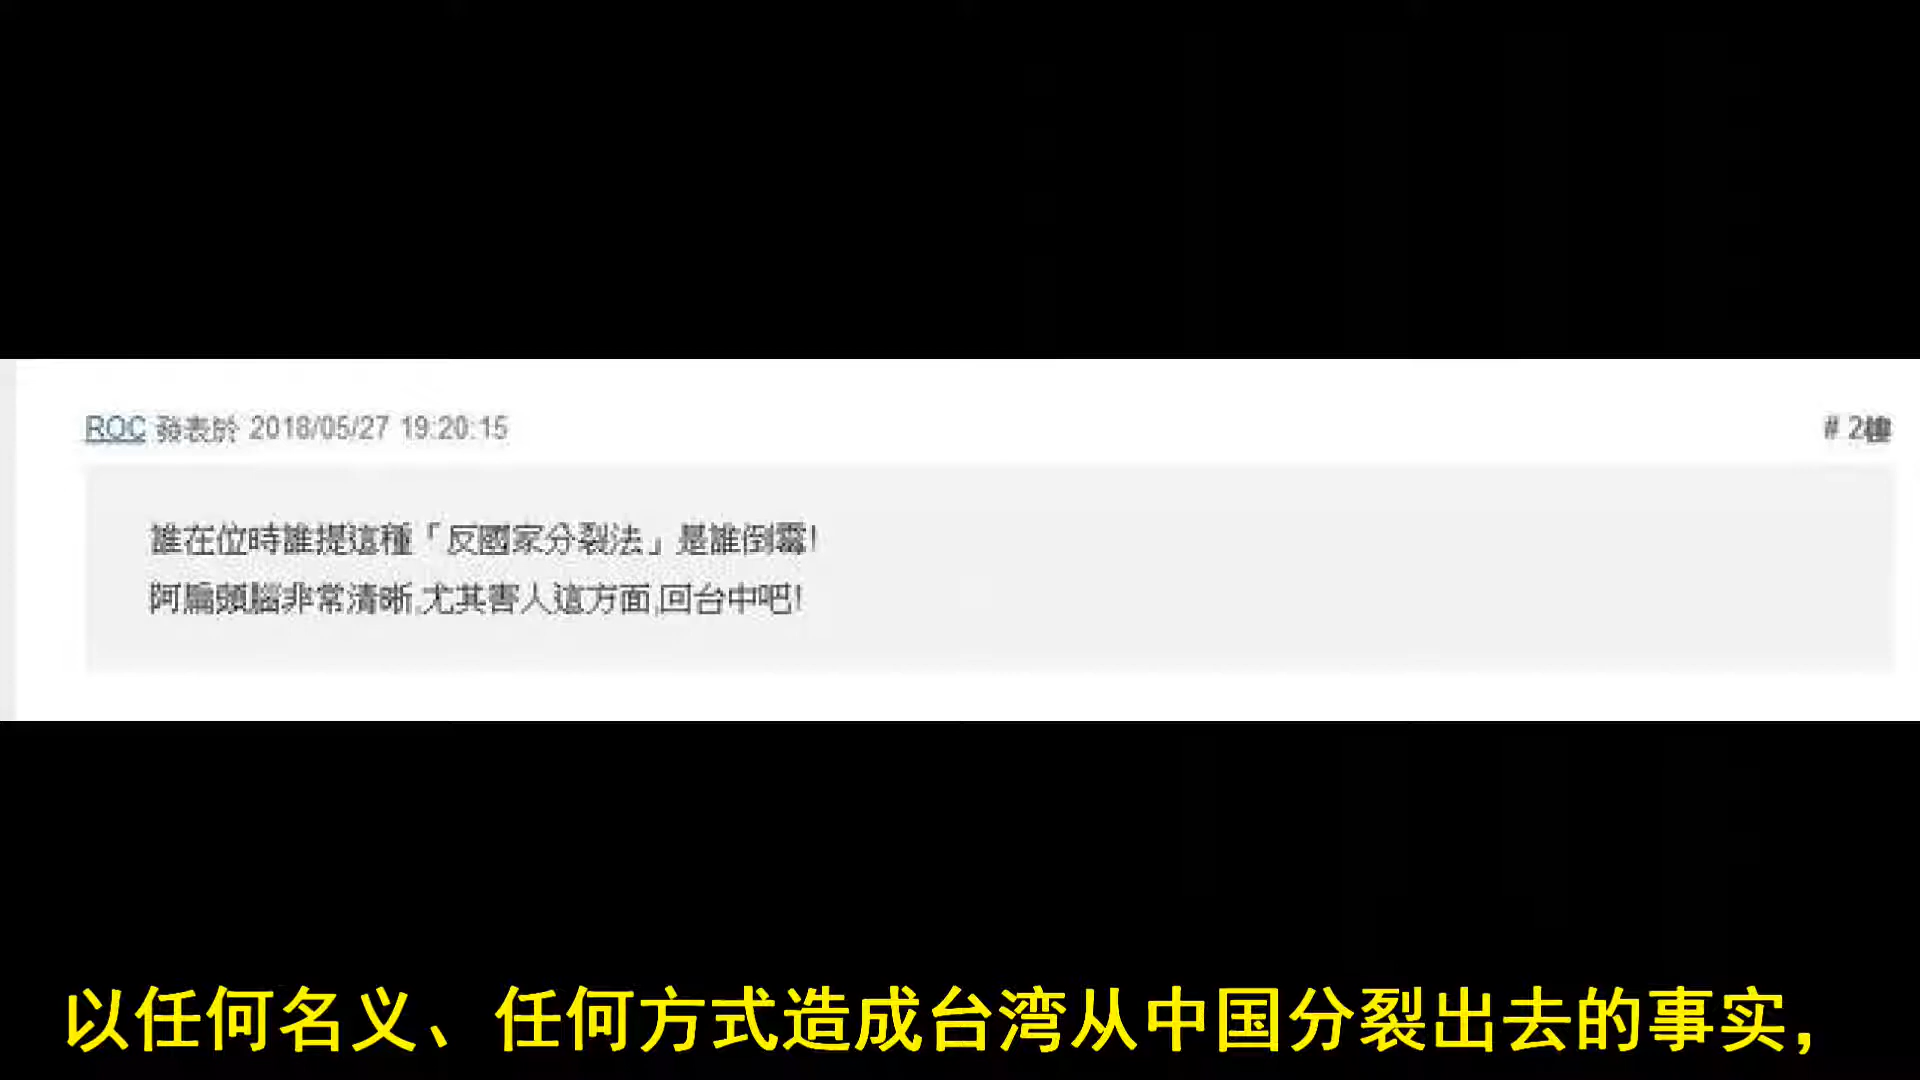 ROC 發表於 2018/05/27 19:20:15
# 2樓
誰在位時誰提這種「反國家分裂法」是誰倒霉!
阿扁頭腦非常清晰,尤其害人這方面,回台中吧!
以任何名义、任何方式造成台湾从中国分裂出去的事实，